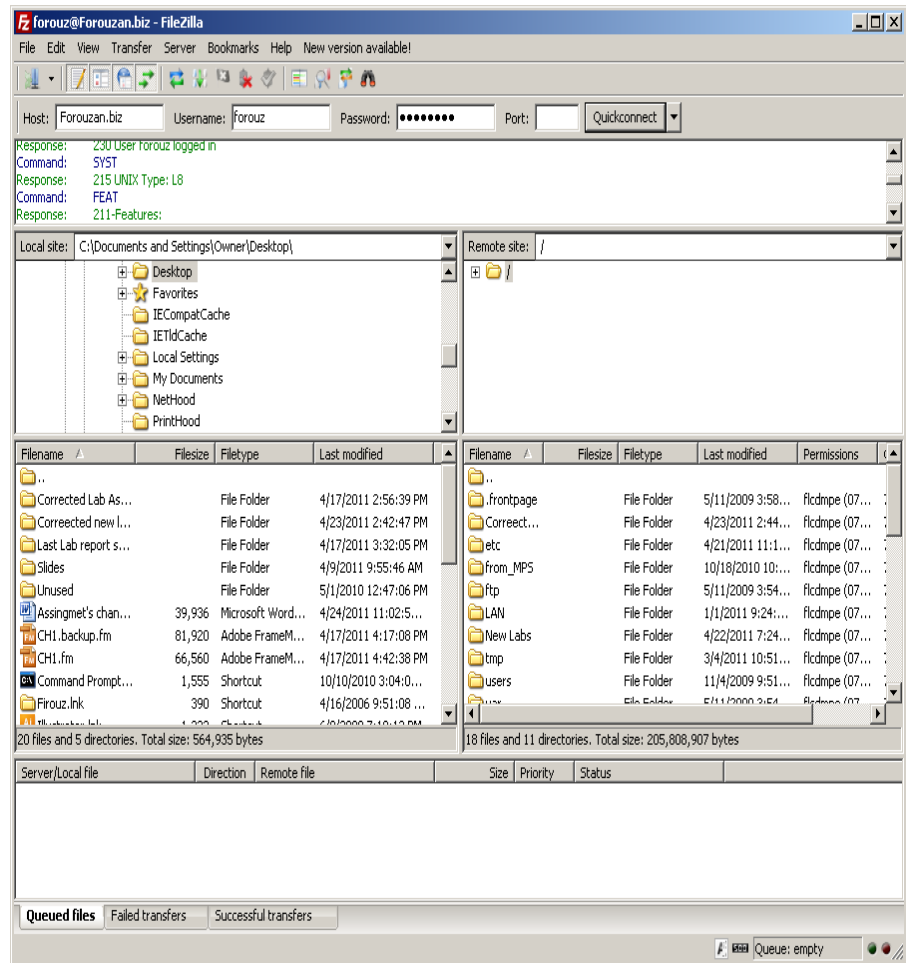 forouz@Forouzan.biz - FileZilla
File Edit View Transfer Server Bookmarks Help New version available!
Host: Forouzan.biz Username: forouz Password: •••••••• Port: Quickconnect
Response: 230 User forouz logged in
Command: SYST
Response: 215 UNIX Type: L8
Command: FEAT
Response: 211-Features:
Local site: C:\Documents and Settings\Owner\Desktop\
Desktop
Favorites
IECompatCache
IETldCache
Local Settings
My Documents
NetHood
PrintHood
Remote site: /
/
Filename Filesize Filetype Last modified
..
Corrected Lab As... File Folder 4/17/2011 2:56:39 PM
Correected new l... File Folder 4/23/2011 2:42:47 PM
Last Lab report s... File Folder 4/17/2011 3:32:05 PM
Slides File Folder 4/9/2011 9:55:46 AM
Unused File Folder 5/1/2010 12:47:06 PM
Assingmet's chan... 39,936 Microsoft Word... 4/24/2011 11:02:5...
CH1.backup.fm 81,920 Adobe FrameM... 4/17/2011 4:17:08 PM
CH1.fm 66,560 Adobe FrameM... 4/17/2011 4:42:38 PM
Command Prompt... 1,555 Shortcut 10/10/2010 3:04:0...
Firouz.lnk 390 Shortcut 4/16/2006 9:51:08 ...
20 files and 5 directories. Total size: 564,935 bytes
Filename Filesize Filetype Last modified Permissions
..
.frontpage File Folder 5/11/2009 3:58... flcdmpe (07...
Correect... File Folder 4/23/2011 2:44... flcdmpe (07...
etc File Folder 4/21/2011 11:1... flcdmpe (07...
from_MPS File Folder 10/18/2010 10:... flcdmpe (07...
ftp File Folder 5/11/2009 3:54... flcdmpe (07...
LAN File Folder 1/1/2011 9:24:... flcdmpe (07...
New Labs File Folder 4/22/2011 7:24... flcdmpe (07...
tmp File Folder 3/4/2011 10:51... flcdmpe (07...
users File Folder 11/4/2009 9:51... flcdmpe (07...
18 files and 11 directories. Total size: 205,808,907 bytes
Server/Local file Direction Remote file Size Priority Status
Queued files Failed transfers Successful transfers
Queue: empty